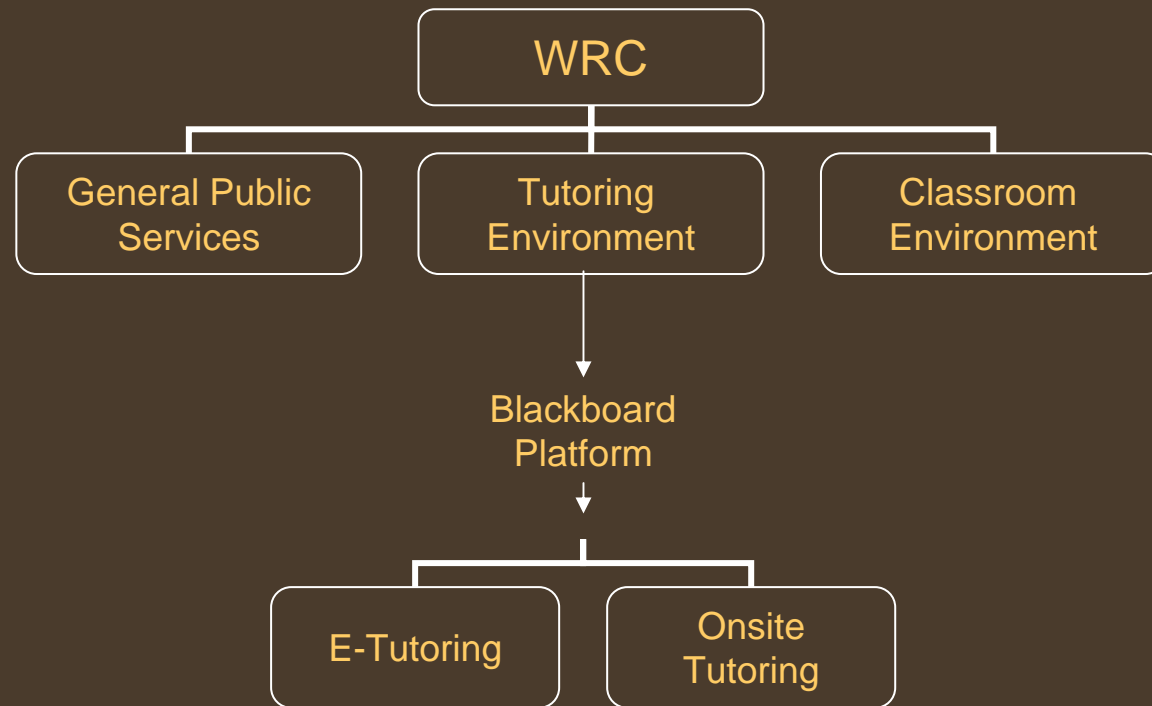 WRC
General Public
Services
Tutoring
Environment
Classroom
Environment
Blackboard
Platform
E-Tutoring
Onsite
Tutoring